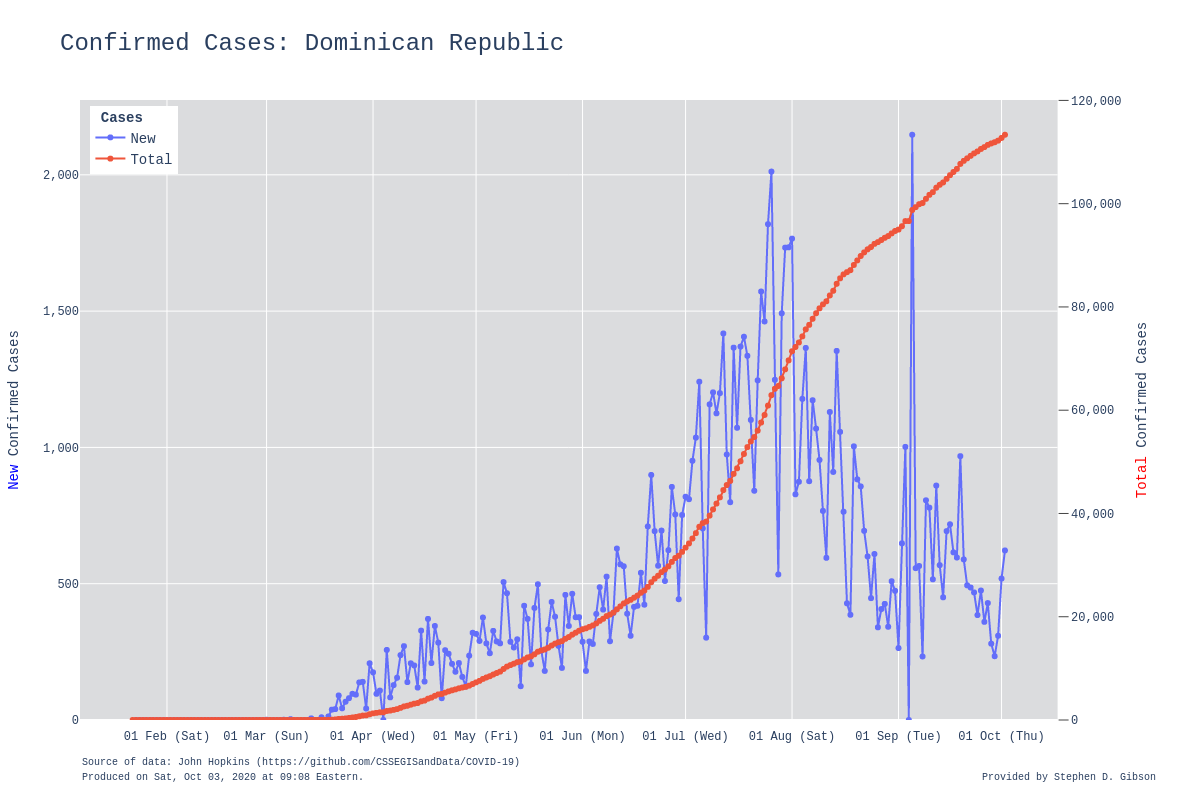 Confirmed Cases: Dominican Republic
Cases
New
Total
2,000
1,500
1,000
500
0
New Confirmed Cases
120,000
100,000
80,000
60,000
40,000
20,000
0
Total Confirmed Cases
01 Feb (Sat) 01 Mar (Sun) 01 Apr (Wed) 01 May (Fri) 01 Jun (Mon) 01 Jul (Wed) 01 Aug (Sat) 01 Sep (Tue) 01 Oct (Thu)
Source of data: John Hopkins (https://github.com/CSSEGISandData/COVID-19)
Produced on Sat, Oct 03, 2020 at 09:08 Eastern.
Provided by Stephen D. Gibson